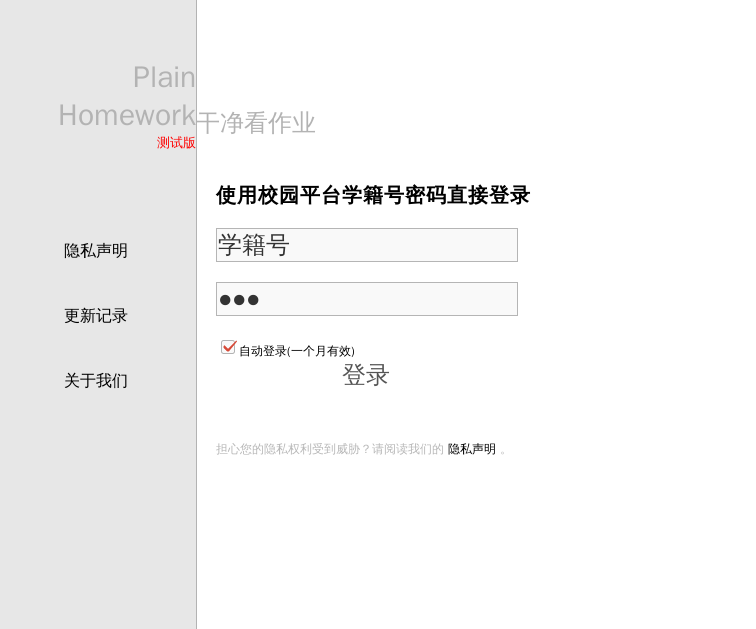 Plain
Homework
干净看作业
测试版
隐私声明
更新记录
关于我们
使用校园平台学籍号密码直接登录
学籍号
●●●
自动登录(一个月有效)
登录
担心您的隐私权利受到威胁？请阅读我们的 隐私声明 。